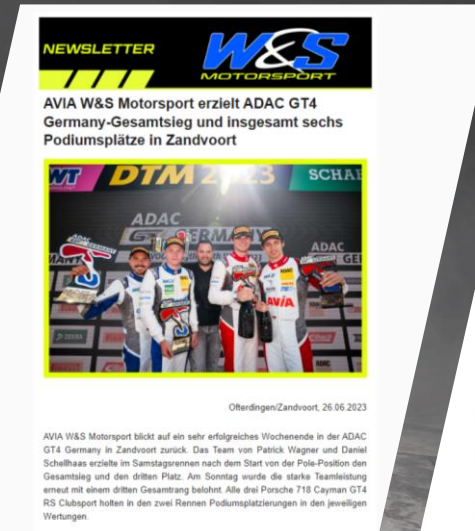 NEWSLETTER
W&S
MOTORSPORT
AVIA W&S Motorsport erzielt ADAC GT4
Germany-Gesamtsieg und insgesamt sechs
Podiumsplätze in Zandvoort
DTM 2023
SCHAE
ADAC
GERMANY
ADAC
AVIA
Ofterdingen/Zandvoort, 26.06.2023
AVIA W&S Motorsport blickt auf ein sehr erfolgreiches Wochenende in der ADAC
GT4 Germany in Zandvoort zurück. Das Team von Patrick Wagner und Daniel
Schellhaas erzielte im Samstagsrennen nach dem Start von der Pole-Position den
Gesamtsieg und den dritten Platz. Am Sonntag wurde die starke Teamleistung
erneut mit einem dritten Gesamtrang belohnt. Alle drei Porsche 718 Cayman GT4
RS Clubsport holten in den zwei Rennen Podiumsplatzierungen in den jeweiligen
Wertungen.